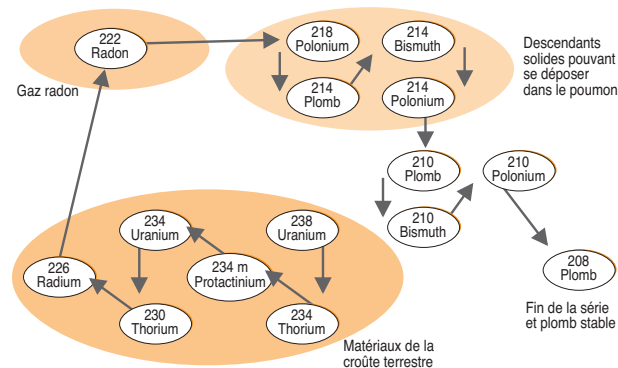 222
Radon
Gaz radon
218
Polonium
214
Bismuth
214
Plomb
214
Polonium
Descendants
solides pouvant
se déposer
dans le poumon
210
Plomb
210
Polonium
210
Bismuth
208
Plomb
Fin de la série
et plomb stable
234
Uranium
238
Uranium
226
Radium
234 m
Protactinium
230
Thorium
234
Thorium
Matériaux de la
croûte terrestre